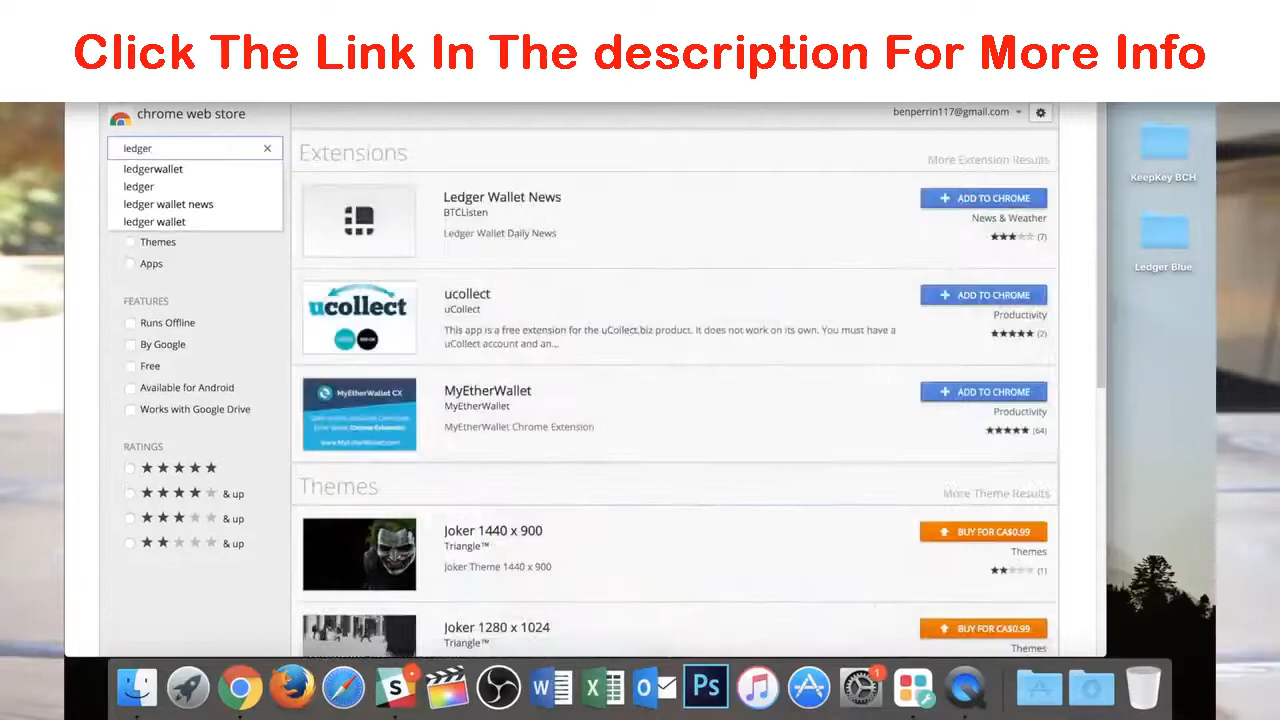 Click The Link In The description For More Info
chrome web store
benperrin117@gmail.com
ledger
ledgerwallet
ledger
ledger wallet news
ledger wallet
Themes
Apps
FEATURES
Runs Offline
By Google
Free
Available for Android
Works with Google Drive
RATINGS
& up
& up
& up
Extensions
More Extension Results
Ledger Wallet News
BTCListen
Ledger Wallet Daily News
ADD TO CHROME
News & Weather
(7)
ucollect
ucollect
uCollect
This app is a free extension for the uCollect.biz product. It does not work on its own. You must have a
uCollect account and an...
ADD TO CHROME
Productivity
(2)
MyEtherWallet CX
www.MyEtherWallet.com
MyEtherWallet
MyEtherWallet
MyEtherWallet Chrome Extension
ADD TO CHROME
Productivity
(64)
Themes
More Theme Results
Joker 1440 x 900
Triangle™
Joker Theme 1440 x 900
BUY FOR CA$0.99
Themes
(1)
Joker 1280 x 1024
Triangle™
BUY FOR CA$0.99
Themes
KeepKey BCH
Ledger Blue
S
W
X
O
Ps
1